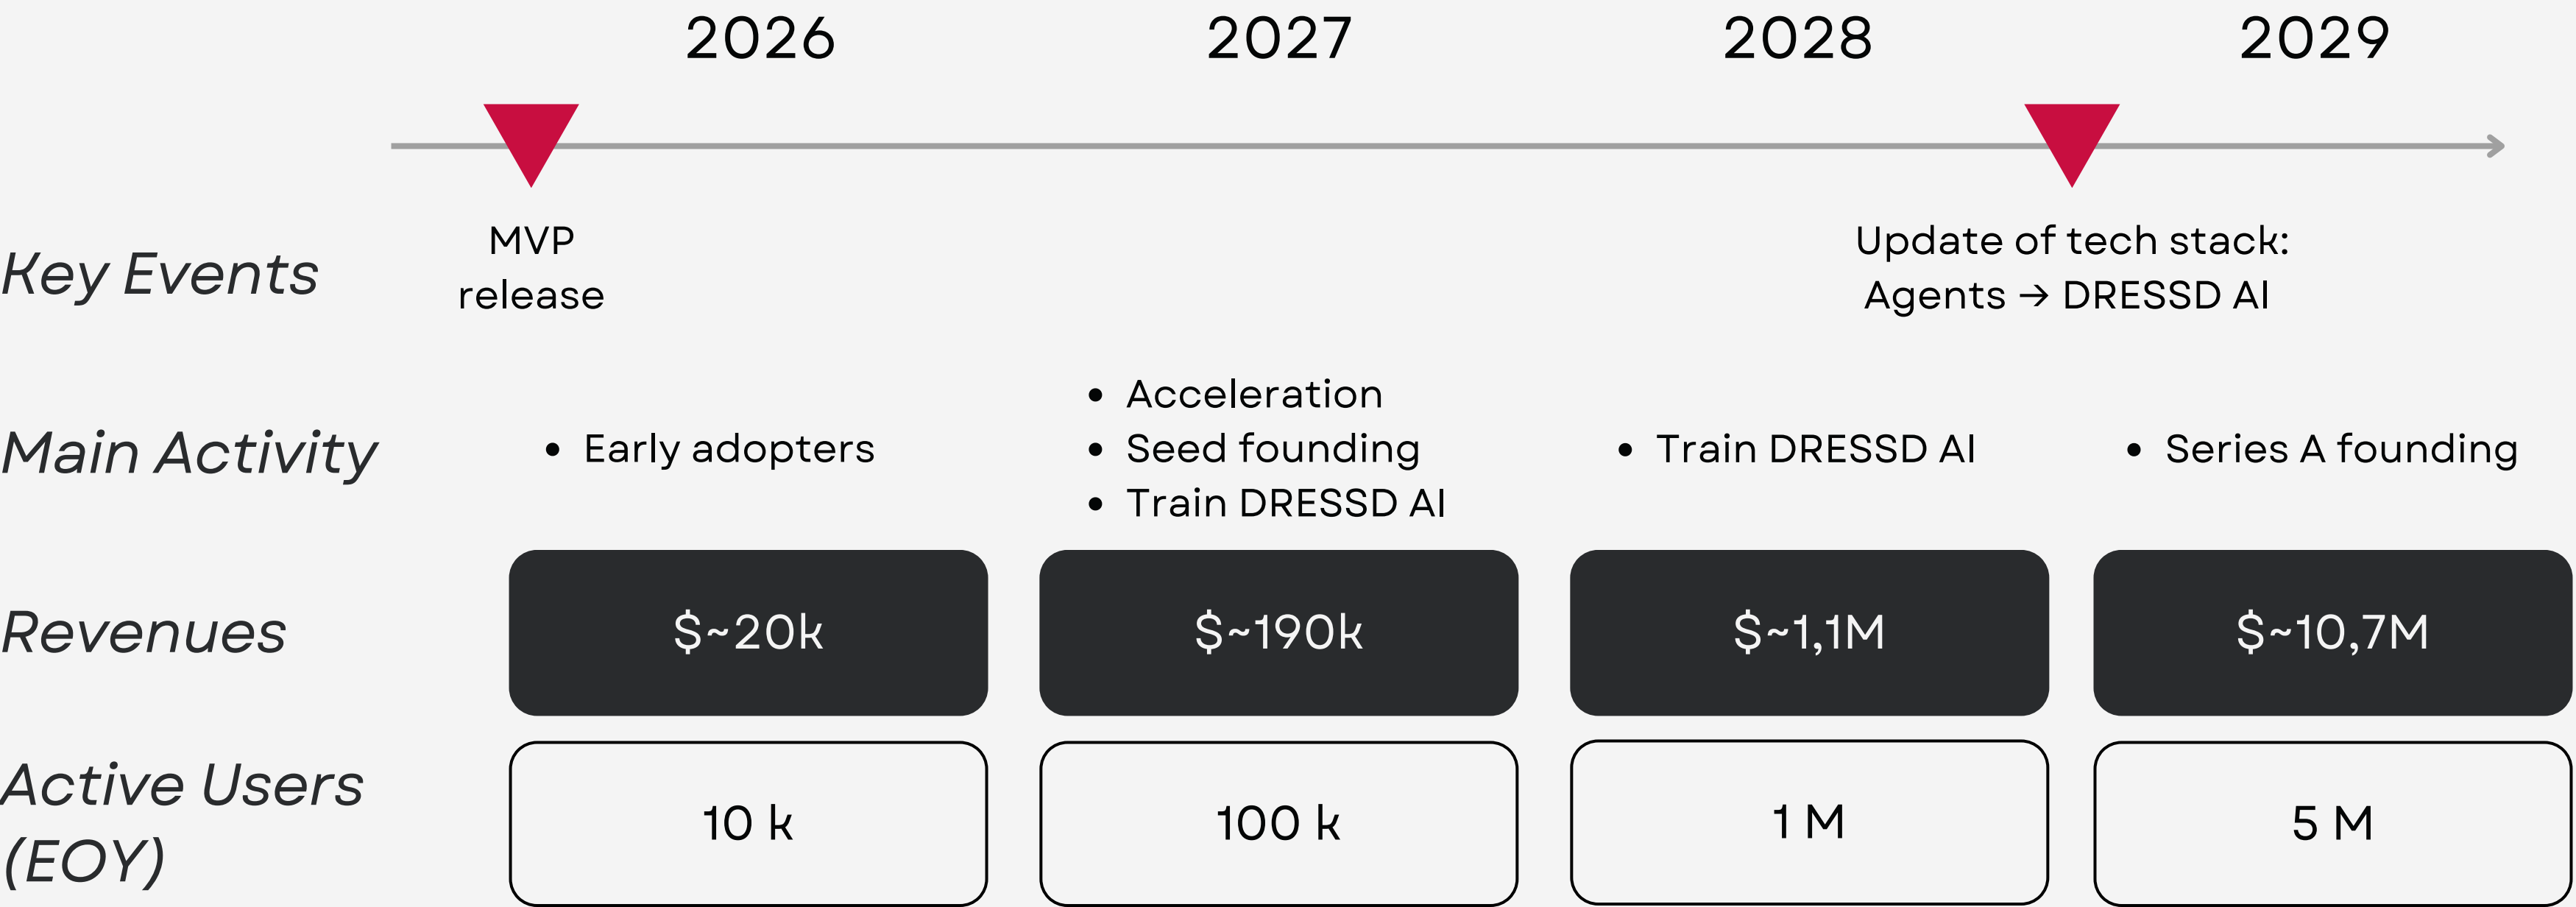 2026 2027 2028 2029
Key Events
MVP
release
Update of tech stack:
Agents → DRESSD AI
Main Activity
• Early adopters
• Acceleration
• Seed founding
• Train DRESSD AI
• Train DRESSD AI
• Series A founding
Revenues
$~20k $~190k $~1,1M $~10,7M
Active Users
(EOY)
10 k 100 k 1 M 5 M